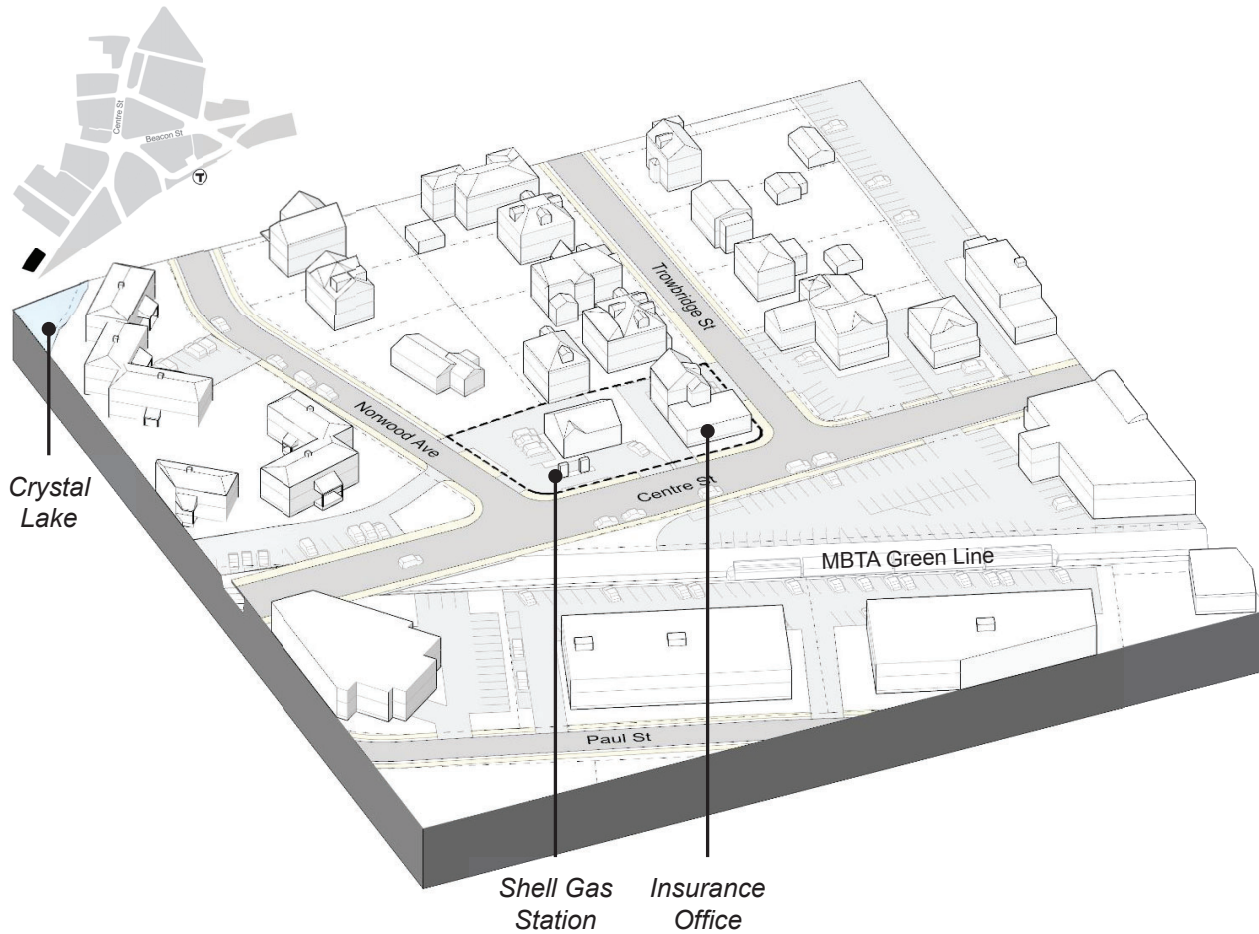 Centre St
Beacon St
T
Trowbridge St
Norwood Ave
Centre St
Crystal
Lake
MBTA Green Line
Paul St
Shell Gas
Station
Insurance
Office